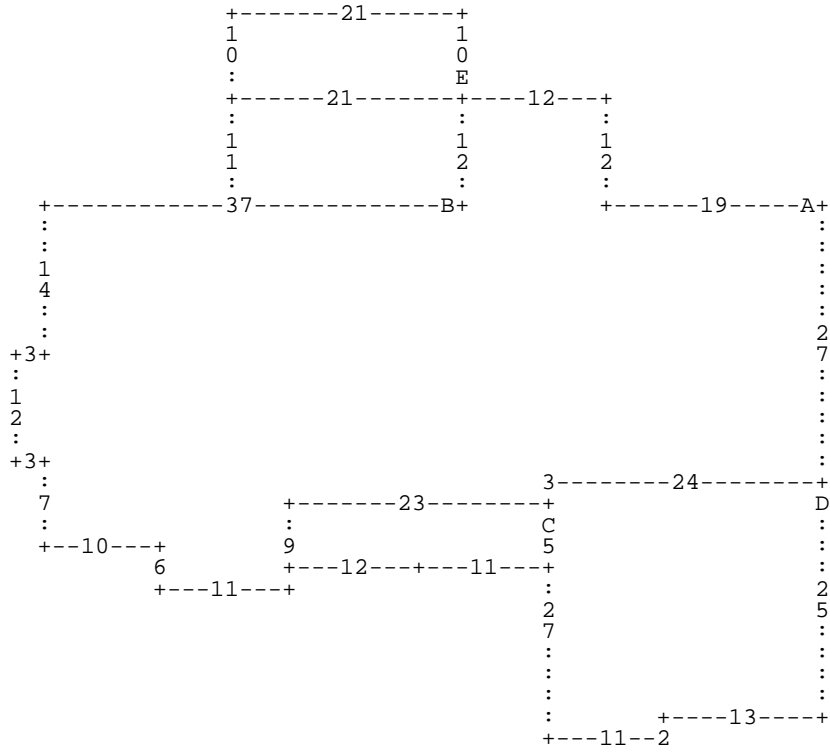 +-------21------+
               1               1
               0               0
               :               E
               +------21-------+----12---+
               :               :         :
               1               1         1
               1               2         2
               :               :         :
  +------------37-------------B+         +------19-----A+
  :                                                     :
  :                                                     :
  1                                                     :
  4                                                     :
  :                                                     :
  :                                                     2
+3+                                                     7
:                                                       :
1                                                       :
2                                                       :
:                                                       :
+3+                                                     :
  :                                  3--------24--------+
  7                +-------23--------+                  D
  :                :                 C                  :
  +--10---+        9                 5                  :
          6        +---12---+---11---+                  :
          +---11---+                 :                  2
                                     2                  5
                                     7                  :
                                     :                  :
                                     :                  :
                                     :                  :
                                     :       +----13----+
                                     +---11--2